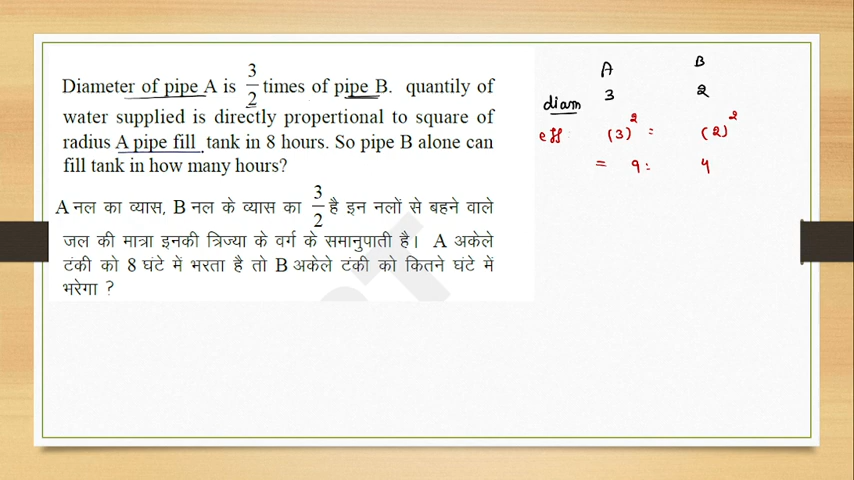 Diameter of pipe A is 3/2 times of pipe B. quantily of
water supplied is directly propertional to square of
radius A pipe fill tank in 8 hours. So pipe B alone can
fill tank in how many hours?
A नल का व्यास, B नल के व्यास का 3/2 है इन नलों से बहने वाले
जल की मात्रा इनकी त्रिज्या के वर्ग के समानुपाती है। A अकेले
टंकी को 8 घंटे में भरता है तो B अकेले टंकी को कितने घंटे में
भरेगा ?
A B
diam 3 2
eff (3)² : (2)²
= 9 : 4